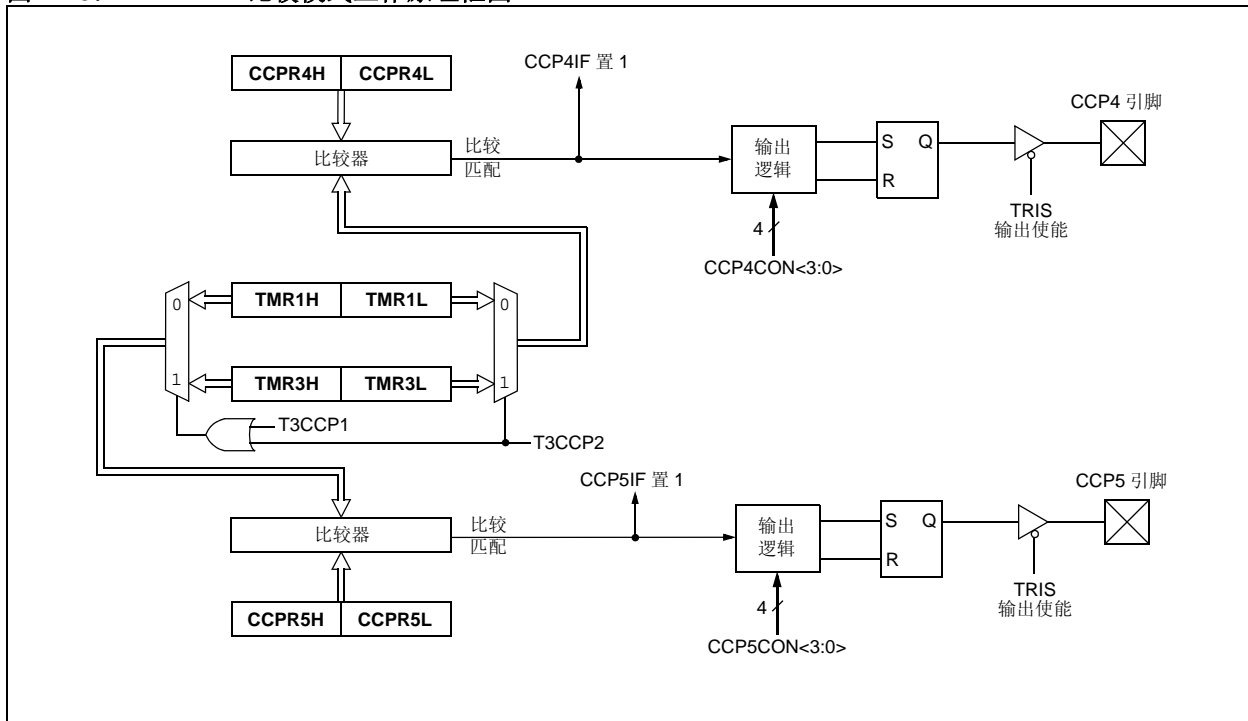 CCPR4H CCPR4L
CCP4IF 置 1
CCP4 引脚
比较器
比较
匹配
输出
逻辑
S Q
R
TRIS
输出使能
4
CCP4CON<3:0>
0 TMR1H TMR1L 0
1 TMR3H TMR3L 1
T3CCP1
T3CCP2
CCP5IF 置 1
CCP5 引脚
比较器
比较
匹配
输出
逻辑
S Q
R
TRIS
输出使能
4
CCPR5H CCPR5L
CCP5CON<3:0>